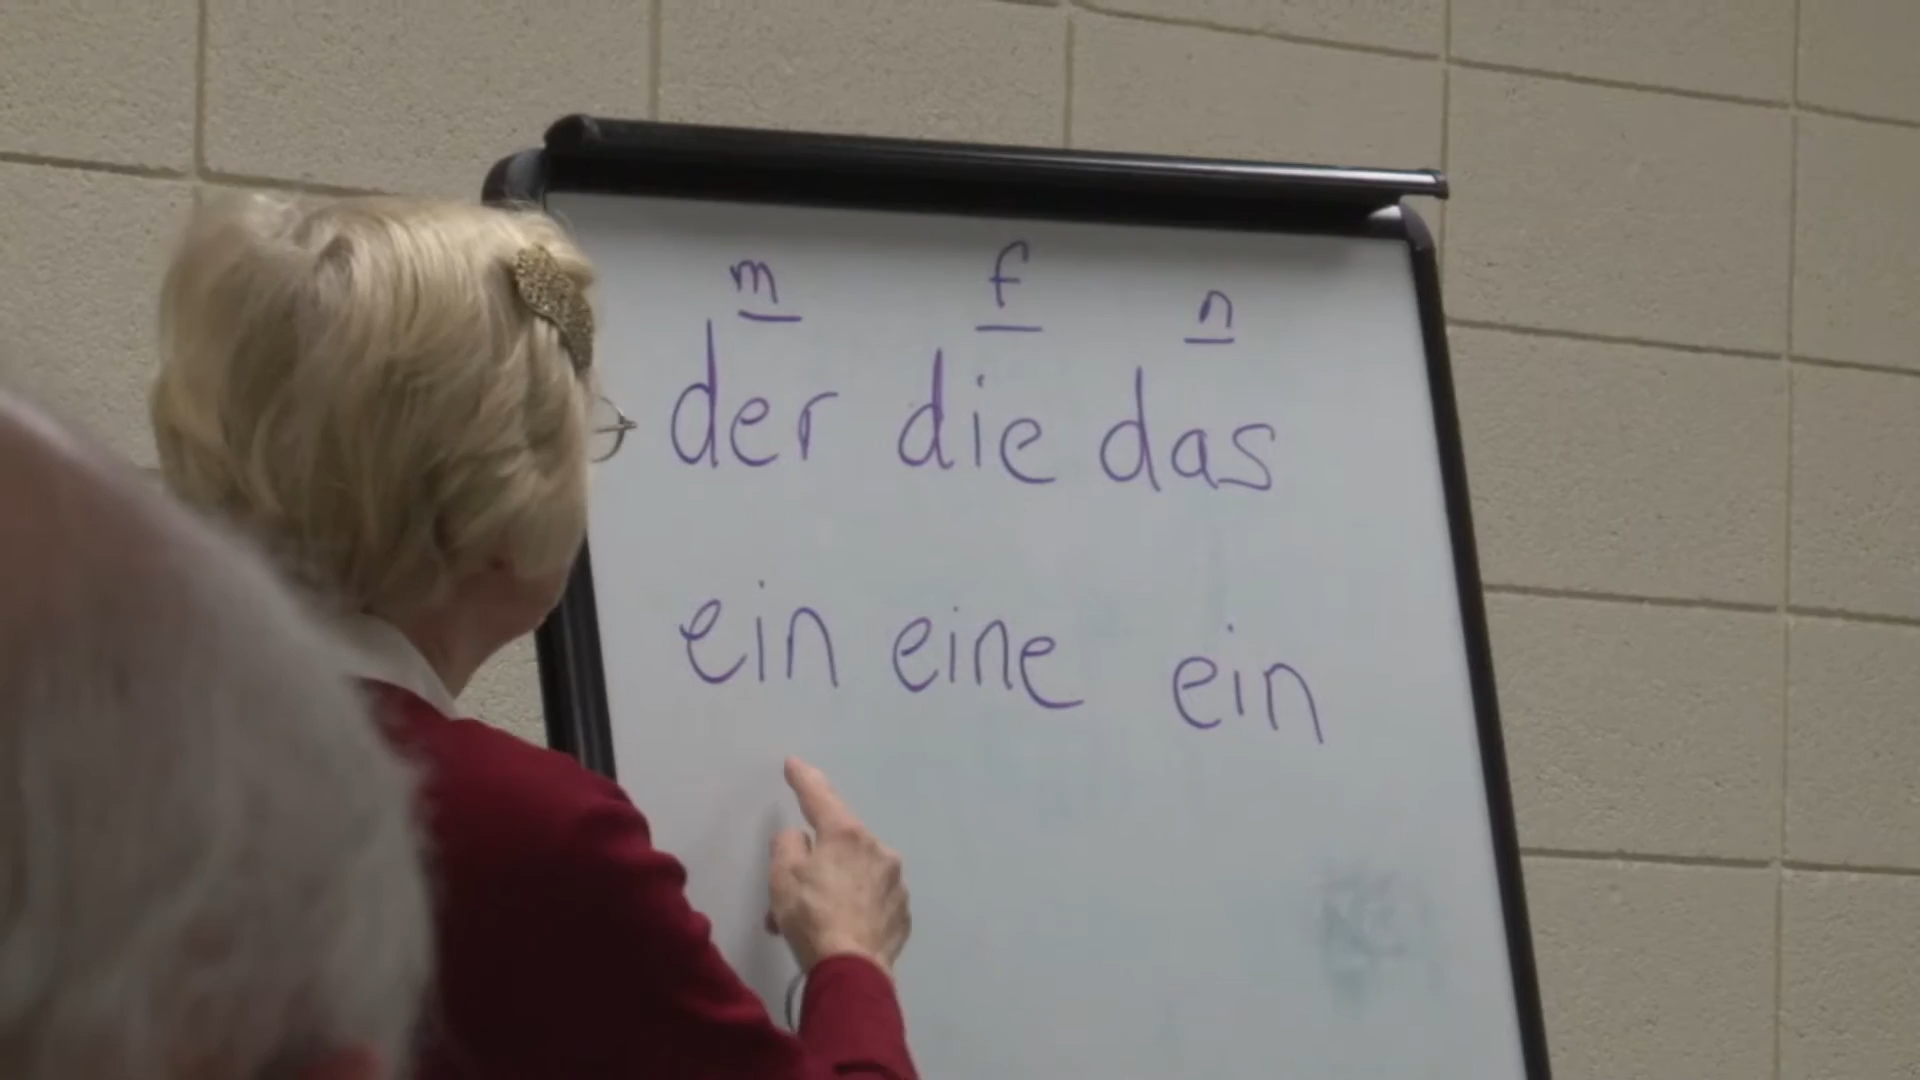 m f n
der die das
ein eine ein